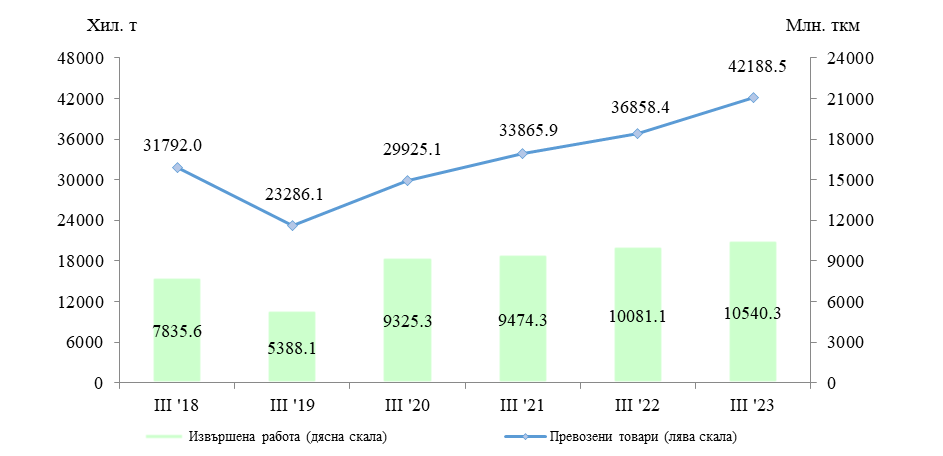 Хил. т Млн. ткм
48000 24000
42188.5
42000 21000
36858.4
36000 33865.9 18000
31792.0 29925.1
30000 15000
23286.1
24000 12000
18000 9000
12000 6000
7835.6 5388.1 9325.3 9474.3 10081.1 10540.3
6000 3000
0 0
III '18 III '19 III '20 III '21 III '22 III '23
Извършена работа (дясна скала) Превозени товари (лява скала)